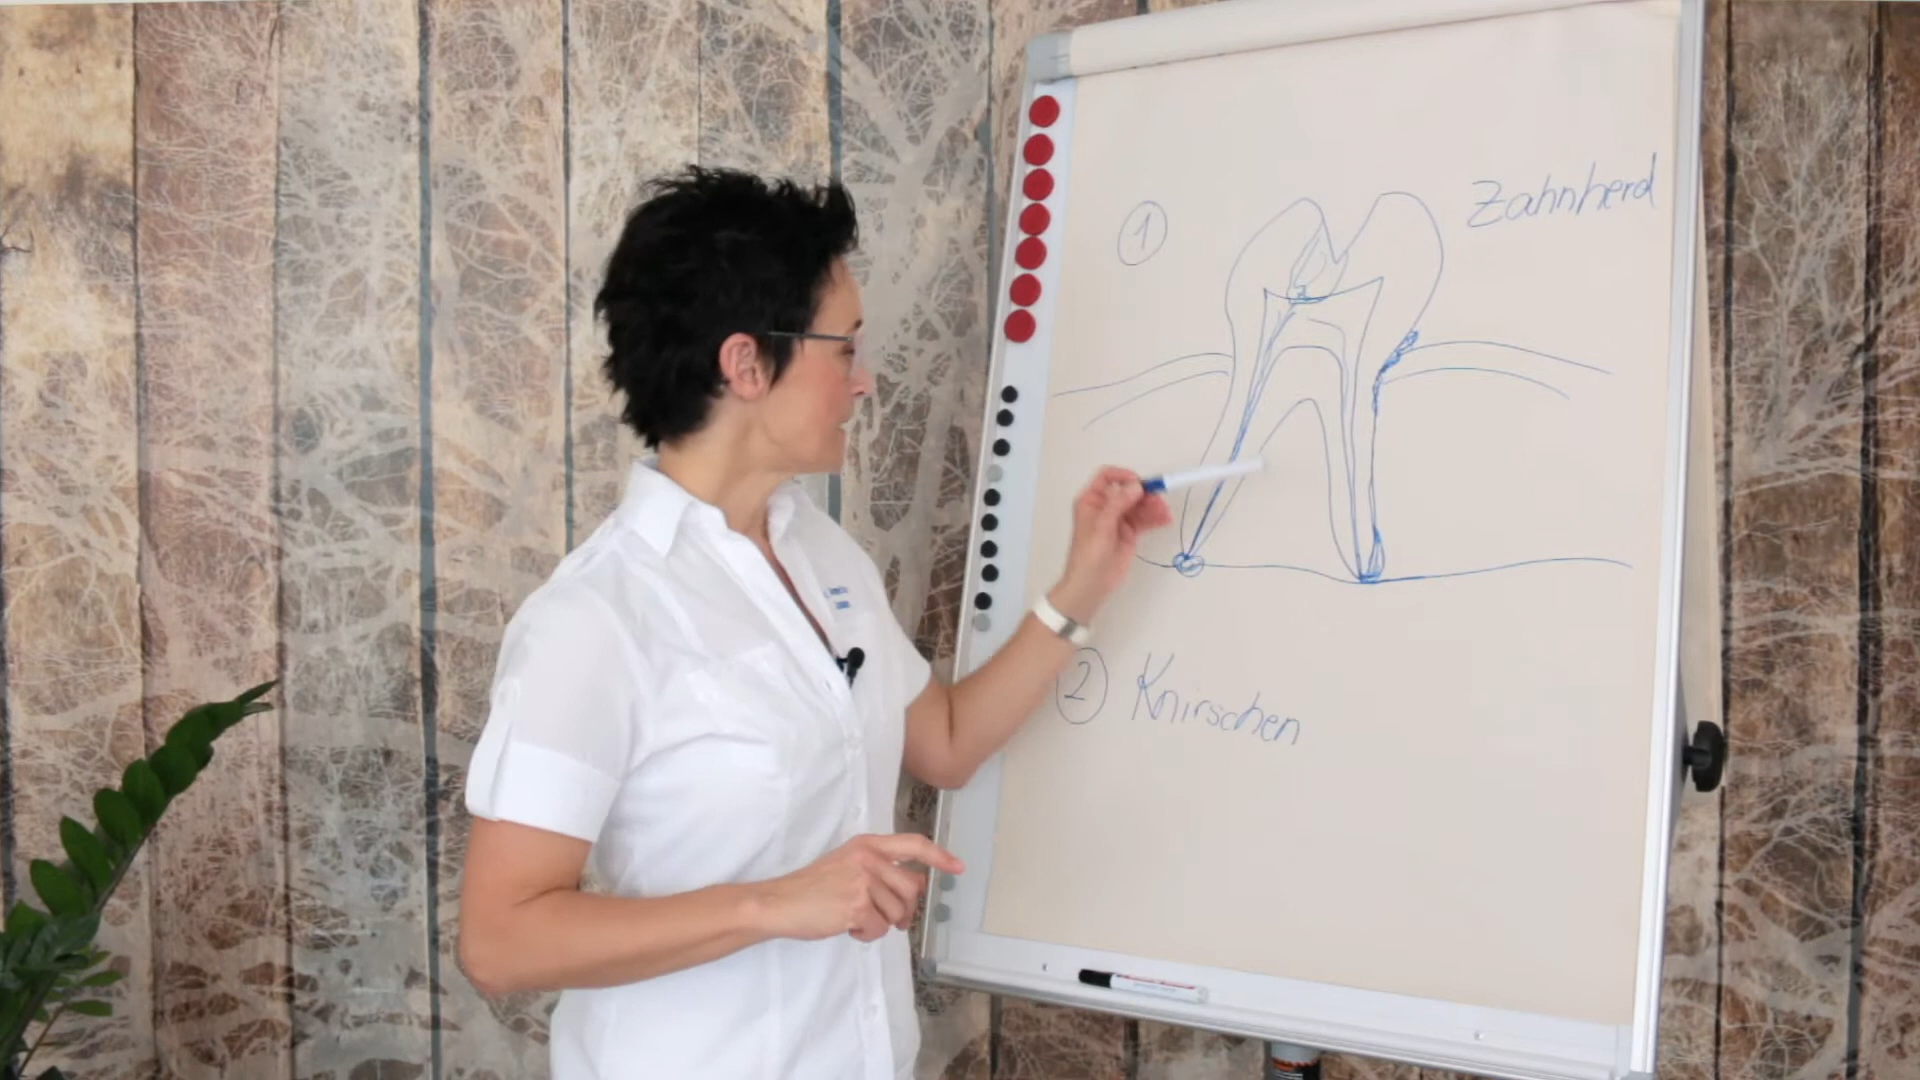 ① Zahnherd
② Knirschen